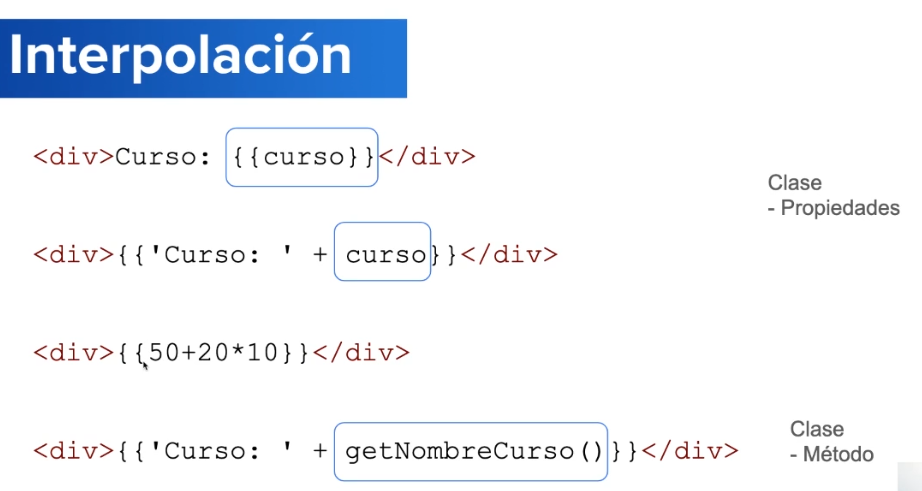 Interpolación
<div>Curso: {{curso}}</div>
Clase
- Propiedades
<div>{{'Curso: ' + curso}}</div>
<div>{{50+20*10}}</div>
<div>{{'Curso: ' + getNombreCurso()}}</div>
Clase
- Método